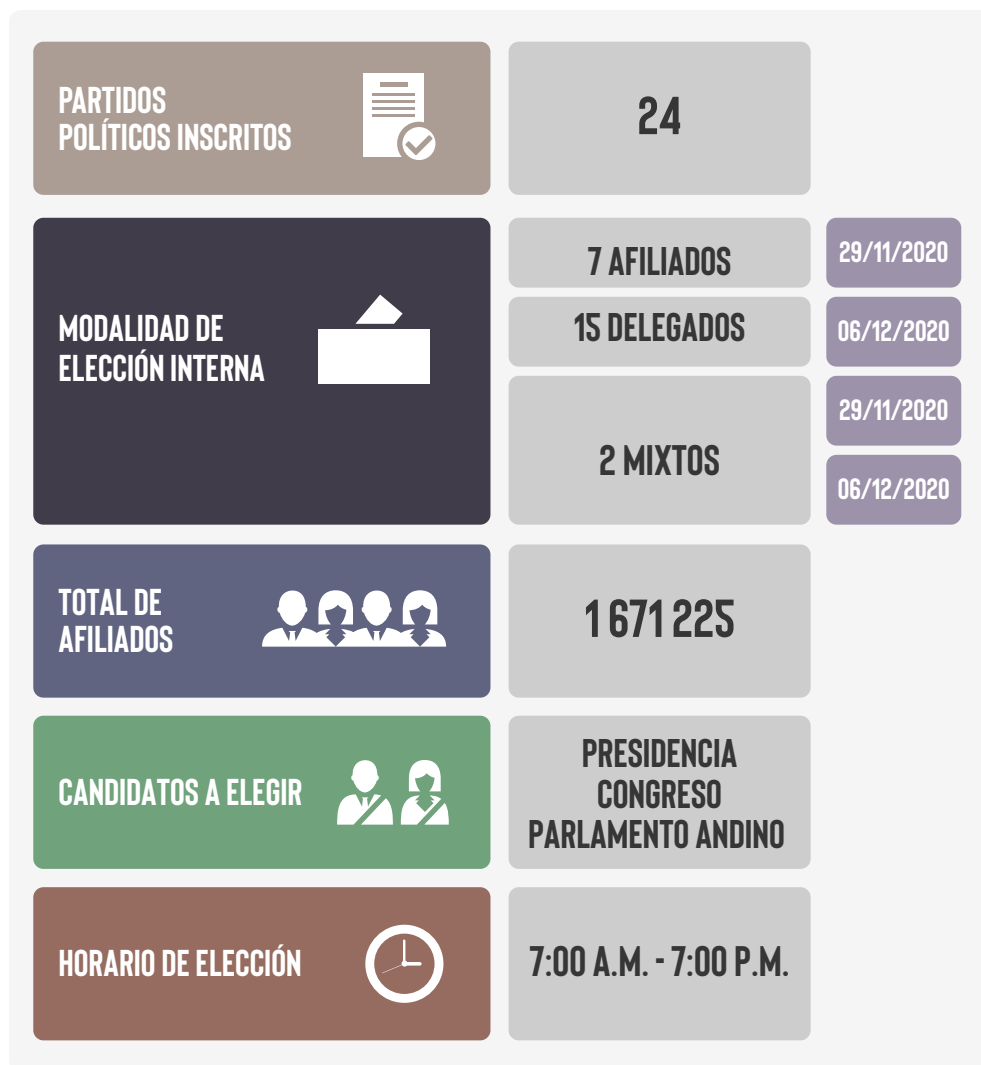 PARTIDOS
POLÍTICOS INSCRITOS
24
MODALIDAD DE
ELECCIÓN INTERNA
7 AFILIADOS
29/11/2020
15 DELEGADOS
06/12/2020
2 MIXTOS
29/11/2020
06/12/2020
TOTAL DE
AFILIADOS
1 671 225
CANDIDATOS A ELEGIR
PRESIDENCIA
CONGRESO
PARLAMENTO ANDINO
HORARIO DE ELECCIÓN
7:00 A.M. - 7:00 P.M.